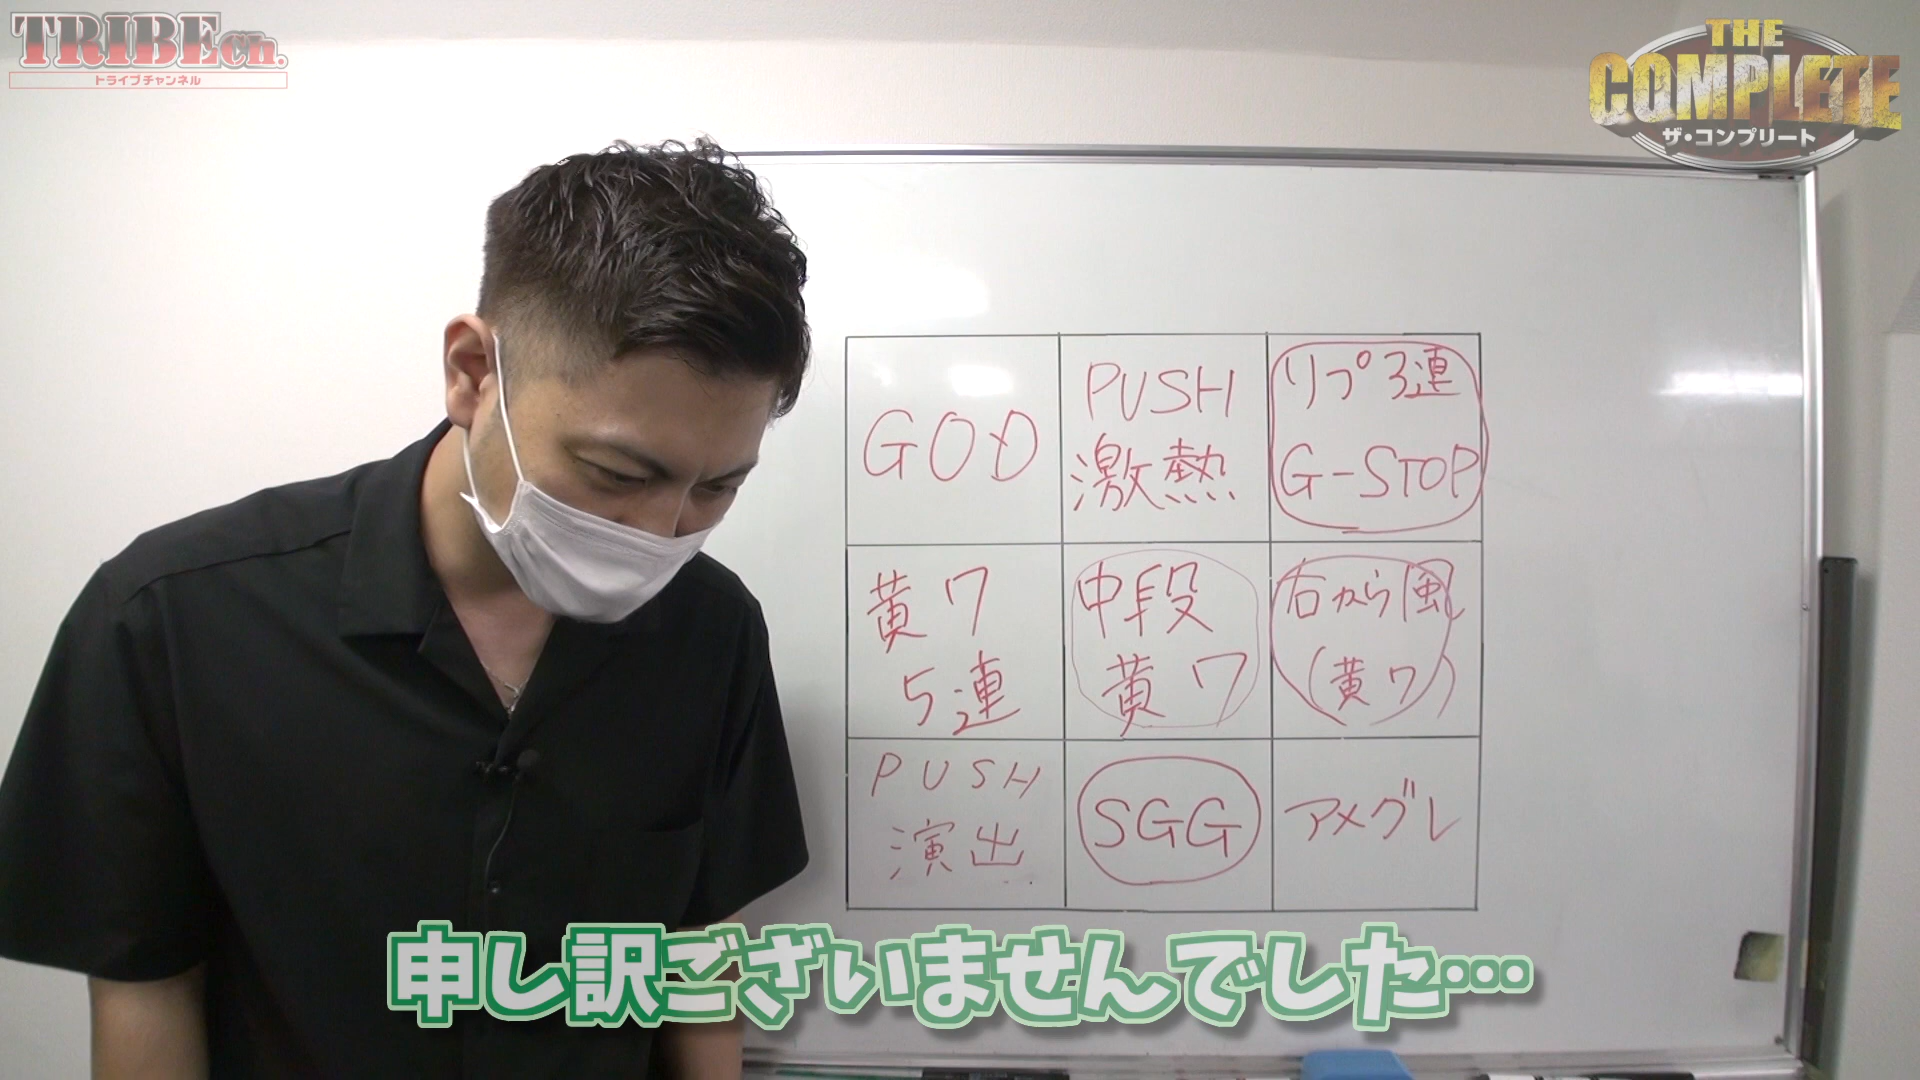 TRIBE Ch.
トライブチャンネル
THE
COMPLETE
ザ・コンプリート
GOD
PUSH
激熱
リプ3連
G-STOP
黄7
5連
中段
黄7
右から風
(黄7)
PUSH
演出
SGG
アメグレ
申し訳ございませんでした…